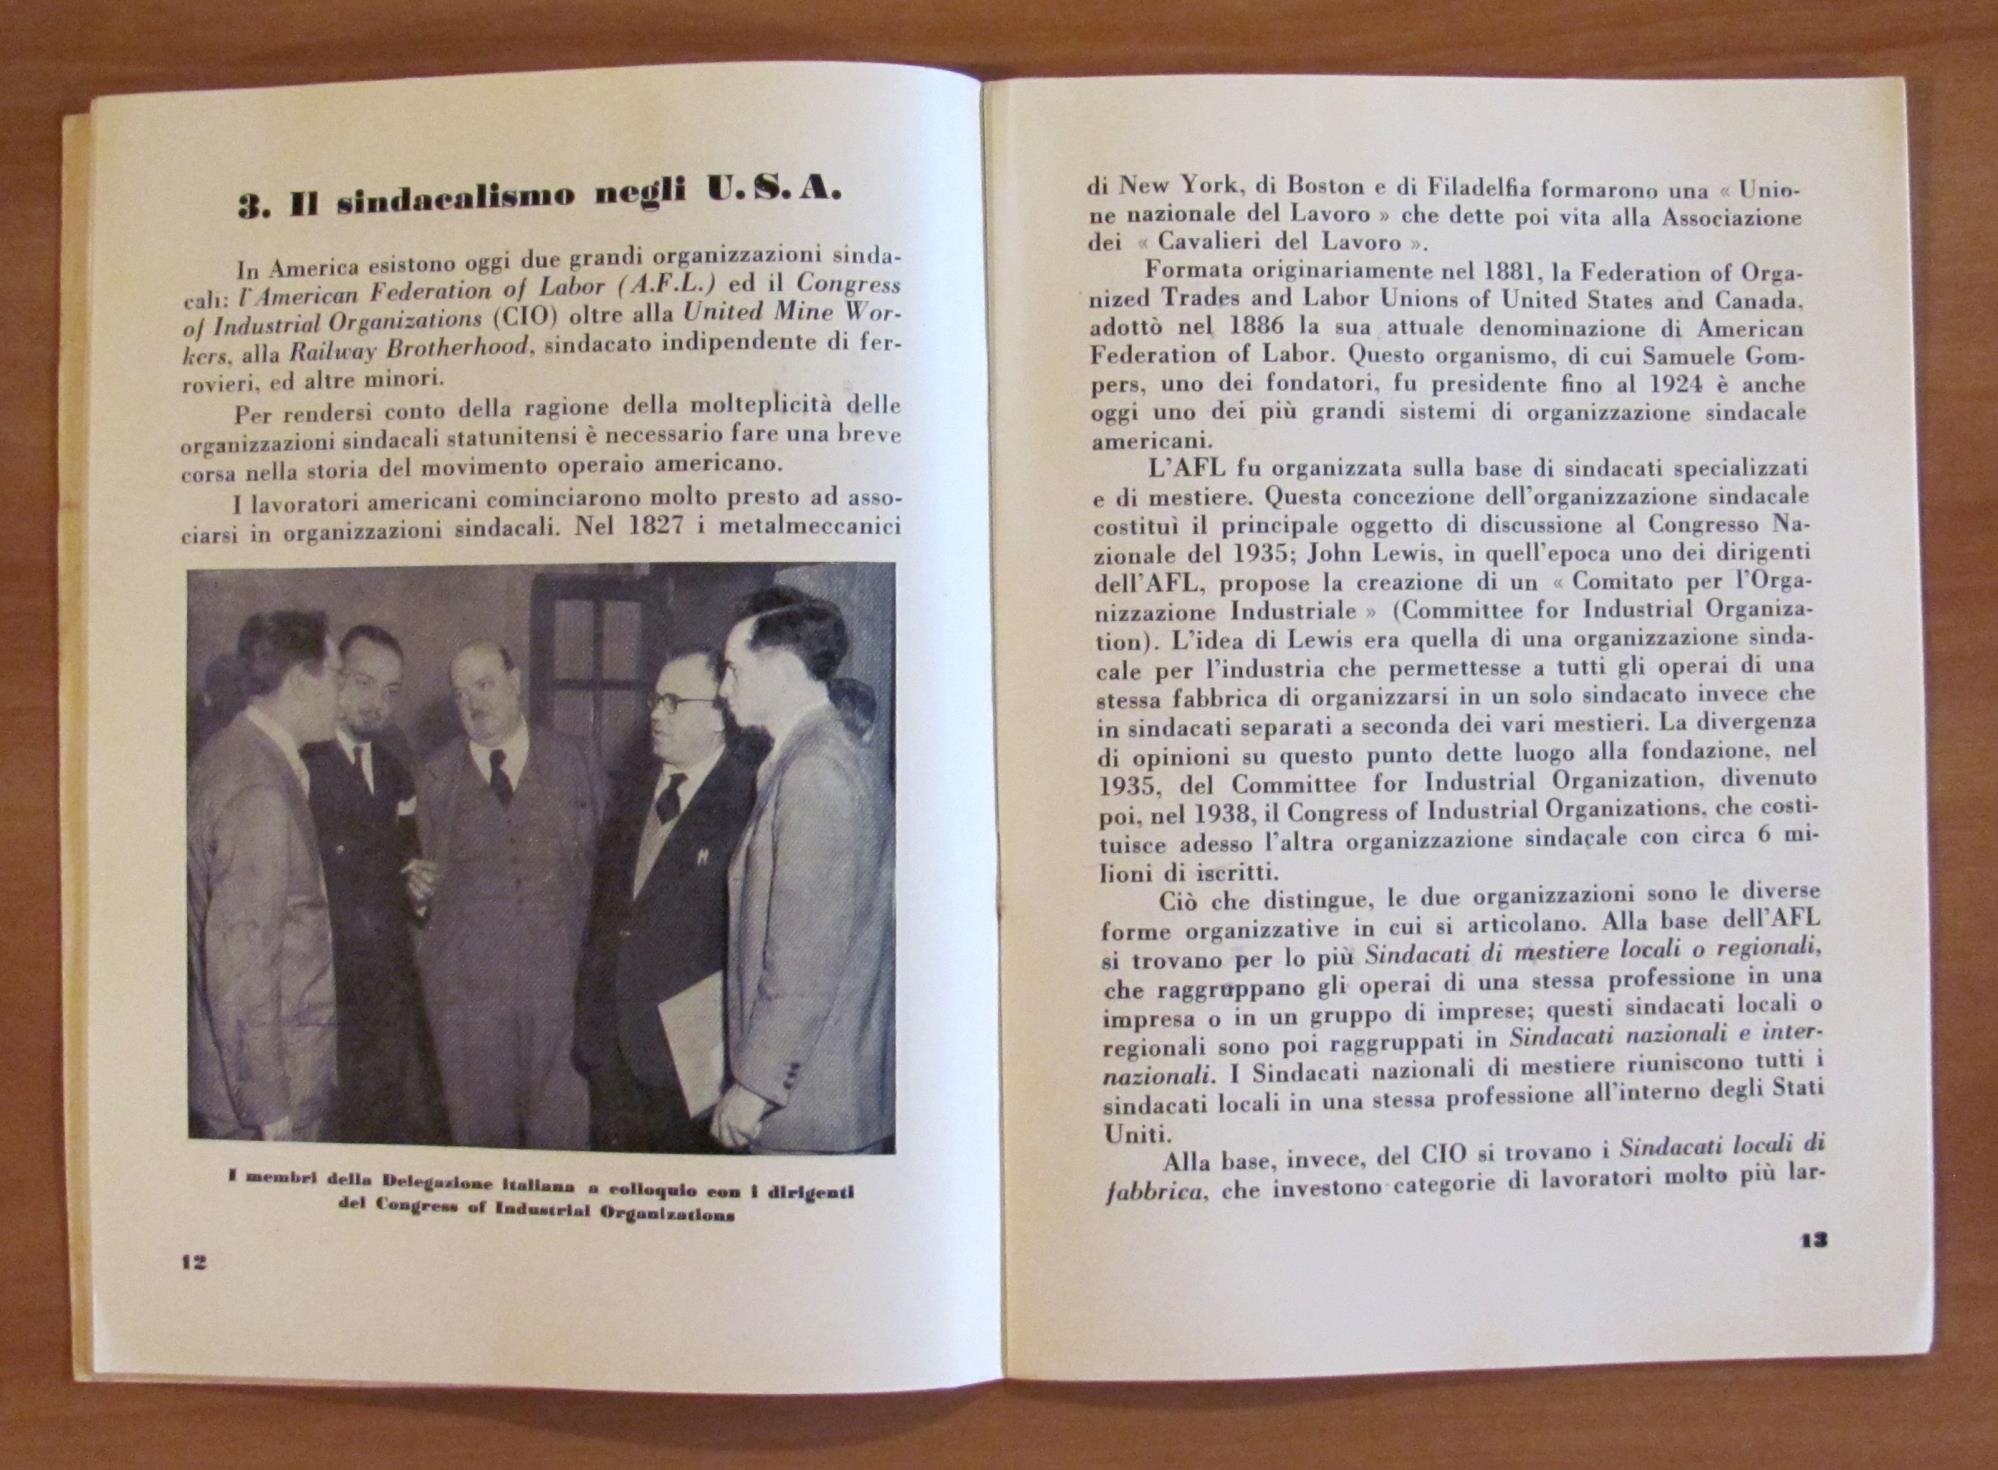 3. Il sindacalismo negli U.S.A.
In America esistono oggi due grandi organizzazioni sinda-
cali: l'American Federation of Labor (A.F.L.) ed il Congress
of Industrial Organizations (CIO) oltre alla United Mine Wor-
kers, alla Railway Brotherhood, sindacato indipendente di fer-
rovieri, ed altre minori.
Per rendersi conto della ragione della molteplicità delle
organizzazioni sindacali statunitensi è necessario fare una breve
corsa nella storia del movimento operaio americano.
I lavoratori americani cominciarono molto presto ad asso-
ciarsi in organizzazioni sindacali. Nel 1827 i metalmeccanici
I membri della Delegazione italiana a colloquio con i dirigenti
del Congress of Industrial Organizations
12
di New York, di Boston e di Filadelfia formarono una « Unio-
ne nazionale del Lavoro » che dette poi vita alla Associazione
dei « Cavalieri del Lavoro ».
Formata originariamente nel 1881, la Federation of Orga-
nized Trades and Labor Unions of United States and Canada,
adottò nel 1886 la sua attuale denominazione di American
Federation of Labor. Questo organismo, di cui Samuele Gom-
pers, uno dei fondatori, fu presidente fino al 1924 è anche
oggi uno dei più grandi sistemi di organizzazione sindacale
americani.
L'AFL fu organizzata sulla base di sindacati specializzati
e di mestiere. Questa concezione dell'organizzazione sindacale
costituì il principale oggetto di discussione al Congresso Na-
zionale del 1935; John Lewis, in quell'epoca uno dei dirigenti
dell'AFL, propose la creazione di un « Comitato per l'Orga-
nizzazione Industriale » (Committee for Industrial Organiza-
tion). L'idea di Lewis era quella di una organizzazione sinda-
cale per l'industria che permettesse a tutti gli operai di una
stessa fabbrica di organizzarsi in un solo sindacato invece che
in sindacati separati a seconda dei vari mestieri. La divergenza
di opinioni su questo punto dette luogo alla fondazione, nel
1935, del Committee for Industrial Organization, divenuto
poi, nel 1938, il Congress of Industrial Organizations, che costi-
tuisce adesso l'altra organizzazione sindacale con circa 6 mi-
lioni di iscritti.
Ciò che distingue, le due organizzazioni sono le diverse
forme organizzative in cui si articolano. Alla base dell'AFL
si trovano per lo più Sindacati di mestiere locali o regionali,
che raggruppano gli operai di una stessa professione in una
impresa o in un gruppo di imprese; questi sindacati locali o
regionali sono poi raggruppati in Sindacati nazionali e inter-
nazionali. I Sindacati nazionali di mestiere riuniscono tutti i
sindacati locali in una stessa professione all'interno degli Stati
Uniti.
Alla base, invece, del CIO si trovano i Sindacati locali di
fabbrica, che investono categorie di lavoratori molto più lar-
13